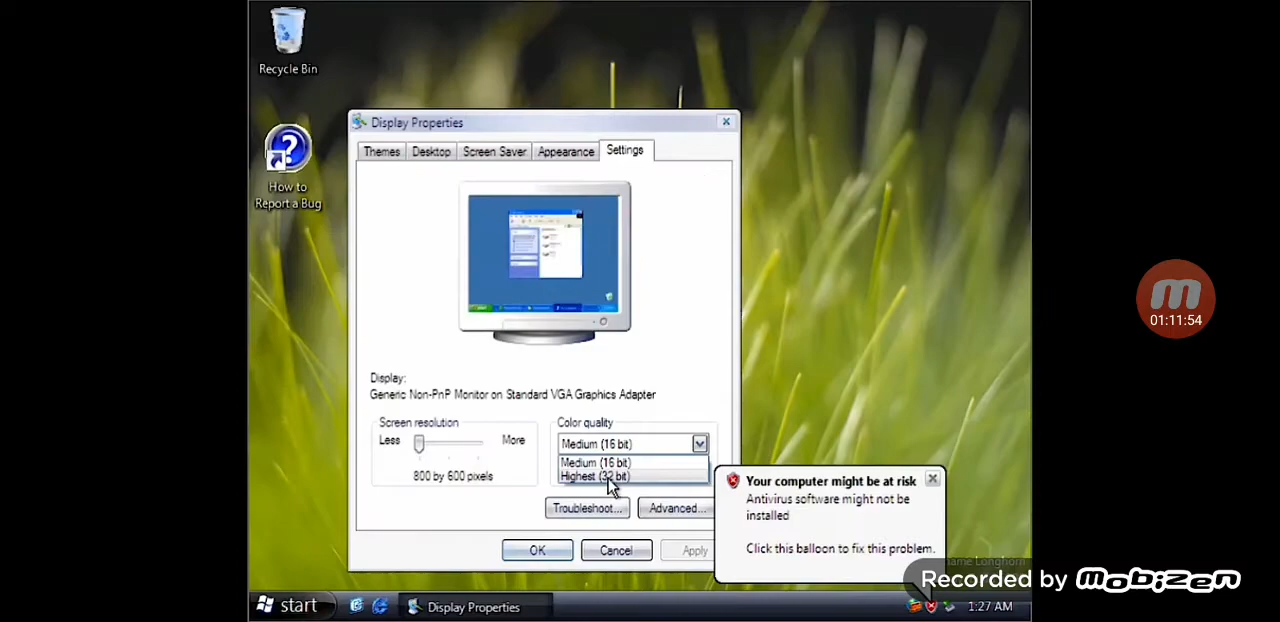 Recycle Bin
How to
Report a Bug
Display Properties
Themes
Desktop
Screen Saver
Appearance
Settings
Display:
Generic Non-PnP Monitor on Standard VGA Graphics Adapter
Screen resolution
Less
More
800 by 600 pixels
Color quality
Medium (16 bit)
Medium (16 bit)
Highest (32 bit)
Troubleshoot...
Advanced...
OK
Cancel
Apply
Your computer might be at risk
Antivirus software might not be
installed
Click this balloon to fix this problem.
Longhorn
start
Display Properties
1:27 AM
01:11:54
Recorded by mobizen